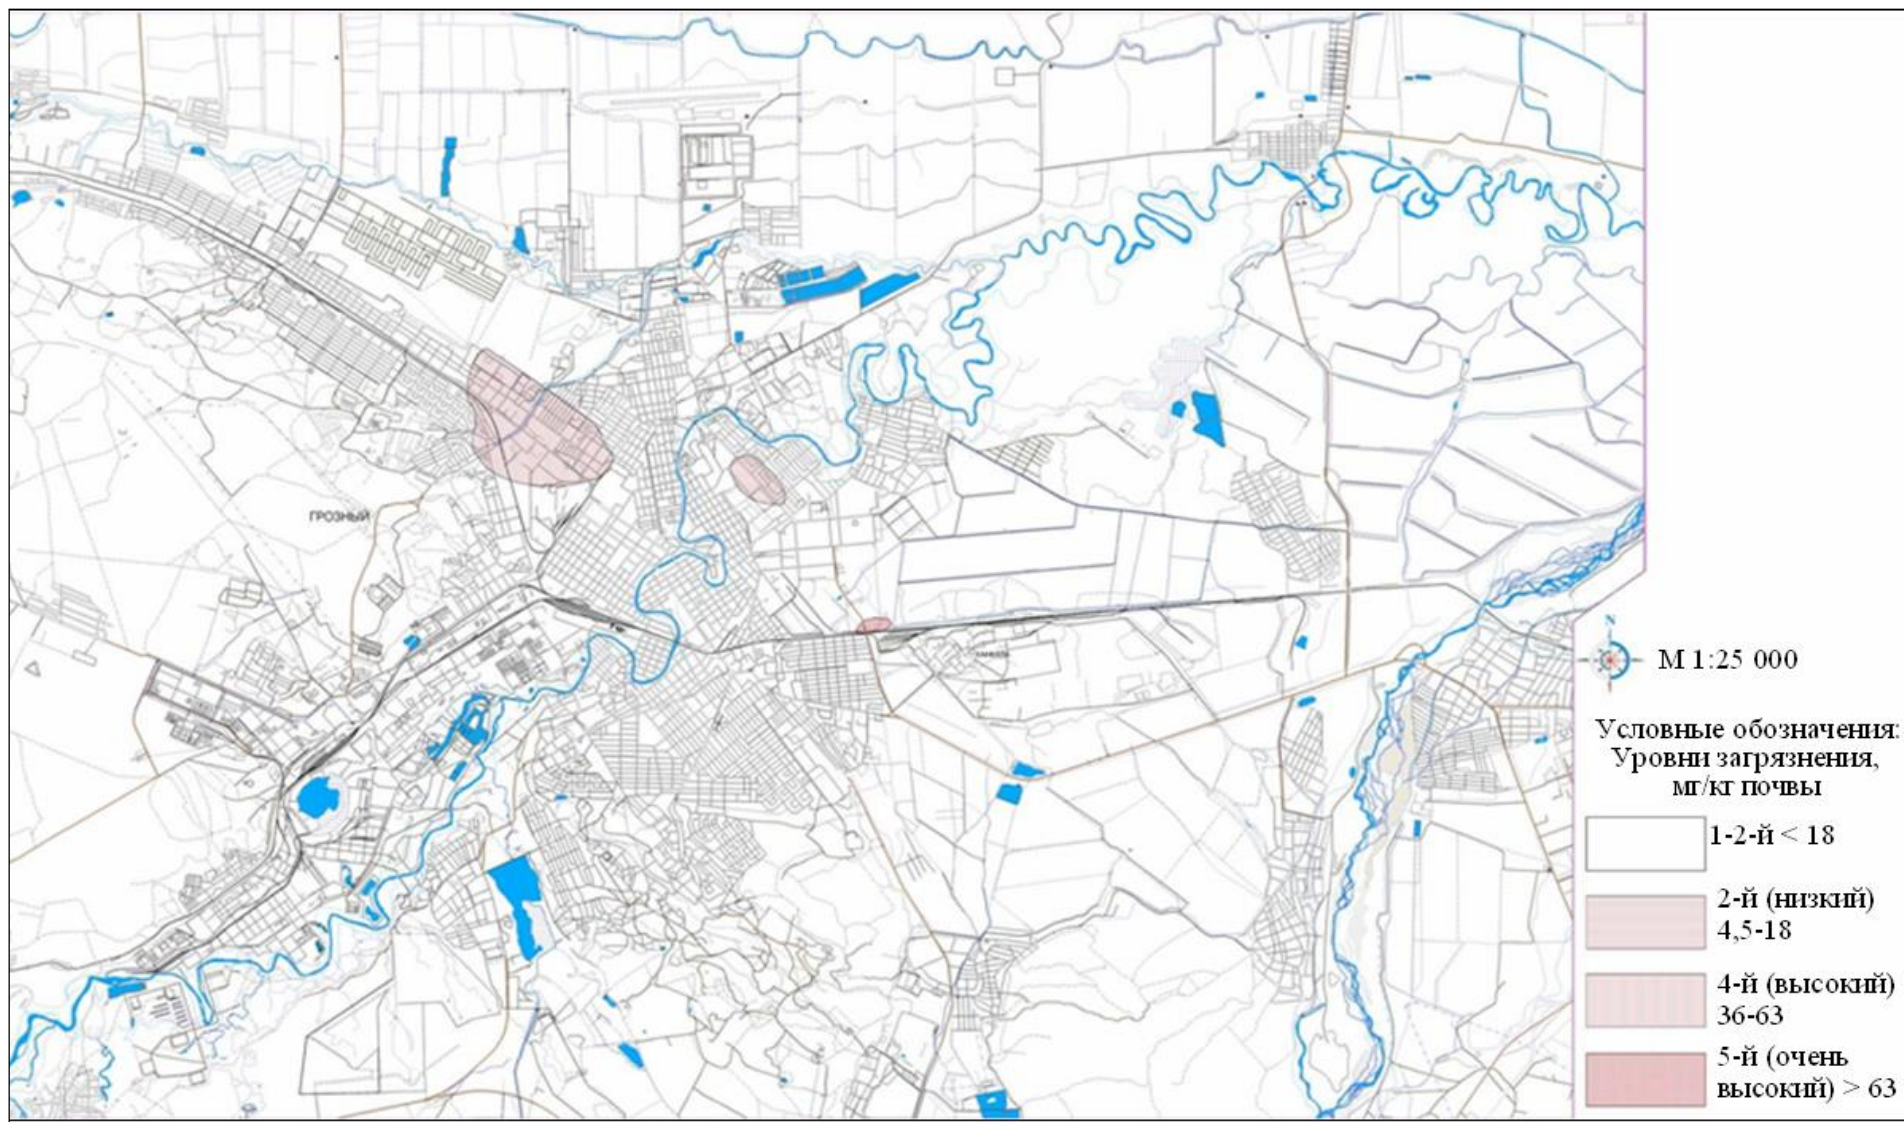 ГРОЗНЫЙ
N
М 1:25 000
Условные обозначения:
Уровни загрязнения,
мг/кг почвы
1-2-й < 18
2-й (низкий)
4,5-18
4-й (высокий)
36-63
5-й (очень
высокий) > 63